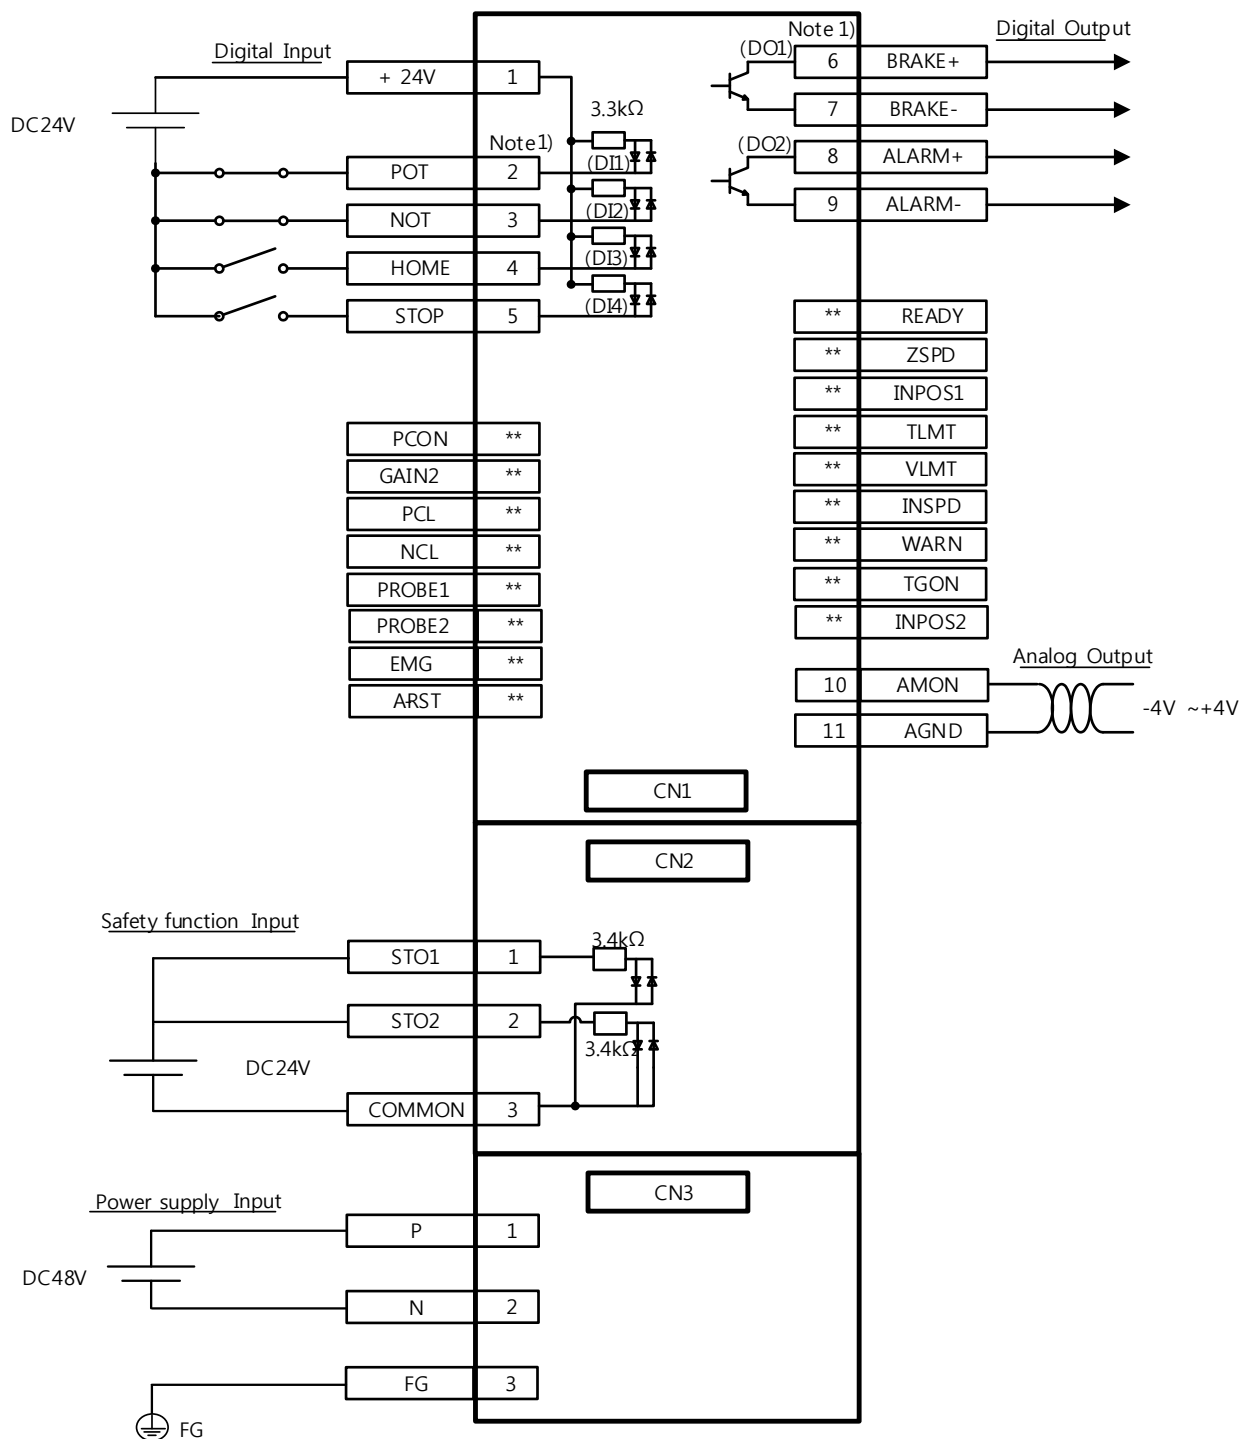 Note 1)
Digital Output
Digital Input
(DO1)
6 BRAKE+
+ 24V 1
3.3kΩ
7 BRAKE-
DC24V
Note1)
(DO2)
8 ALARM+
POT 2
(DI1)
9 ALARM-
NOT 3
(DI2)
HOME 4
(DI3)
STOP 5
(DI4)
** READY
** ZSPD
** INPOS1
** TLMT
** VLMT
** INSPD
** WARN
** TGON
** INPOS2
PCON **
GAIN2 **
PCL **
NCL **
PROBE1 **
PROBE2 **
EMG **
ARST **
Analog Output
10 AMON
-4V ~+4V
11 AGND
CN1
CN2
Safety function Input
STO1 1
3.4kΩ
STO2 2
3.4kΩ
DC24V
COMMON 3
CN3
Power supply Input
P 1
DC48V
N 2
FG 3
FG